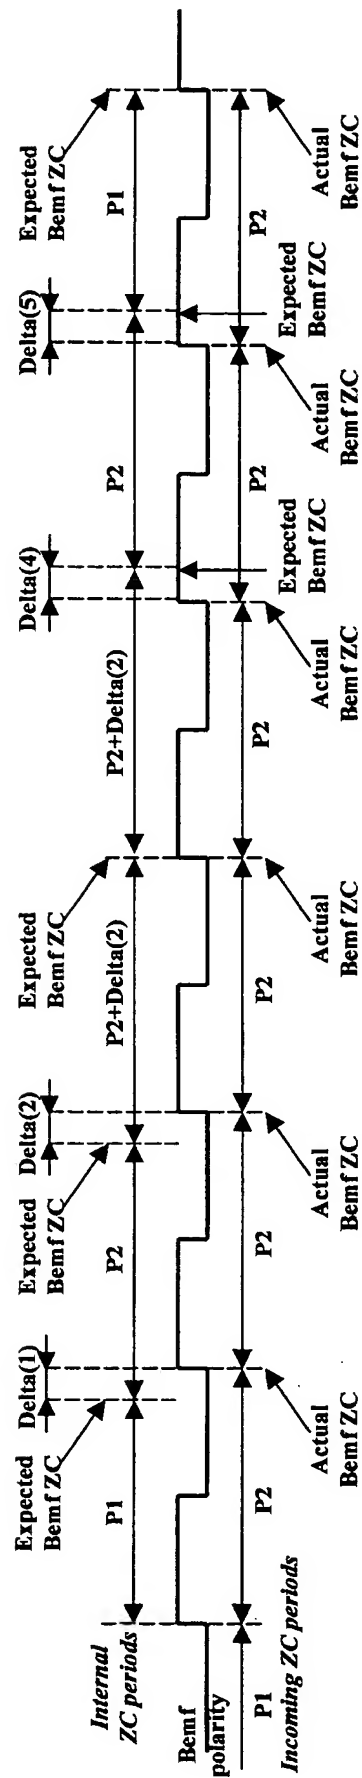 Expected
Bemf ZC
Delta(1)
Expected
Bemf ZC
Delta(2)
Expected
Bemf ZC
Delta(4)
Delta(5)
Expected
Bemf ZC
Internal
ZC periods
P1
P2
P2+Delta(2)
P2+Delta(2)
P2
P1
Bemf
polarity
P1
P2
P2
P2
P2
P2
P2
Incoming ZC periods
Actual
Bemf ZC
Actual
Bemf ZC
Actual
Bemf ZC
Actual
Bemf ZC
Expected
Bemf ZC
Actual
Bemf ZC
Expected
Bemf ZC
Actual
Bemf ZC